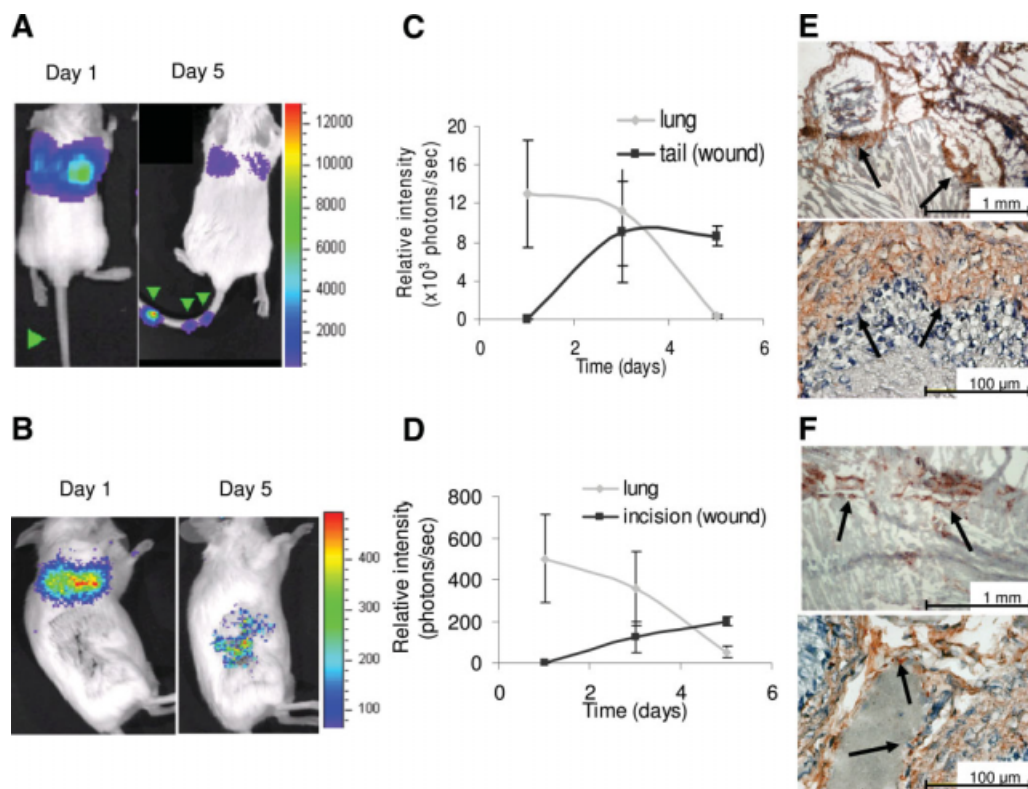 A
Day 1
Day 5
12000
10000
8000
6000
4000
2000
B
Day 1
Day 5
400
300
200
100
C
lung
tail (wound)
Relative intensity
(x10³ photons/sec)
20
16
12
8
4
0
0 2 4 6
Time (days)
D
lung
incision (wound)
Relative intensity
(photons/sec)
800
600
400
200
0
0 2 4 6
Time (days)
E
1 mm
100 µm
F
1 mm
100 µm